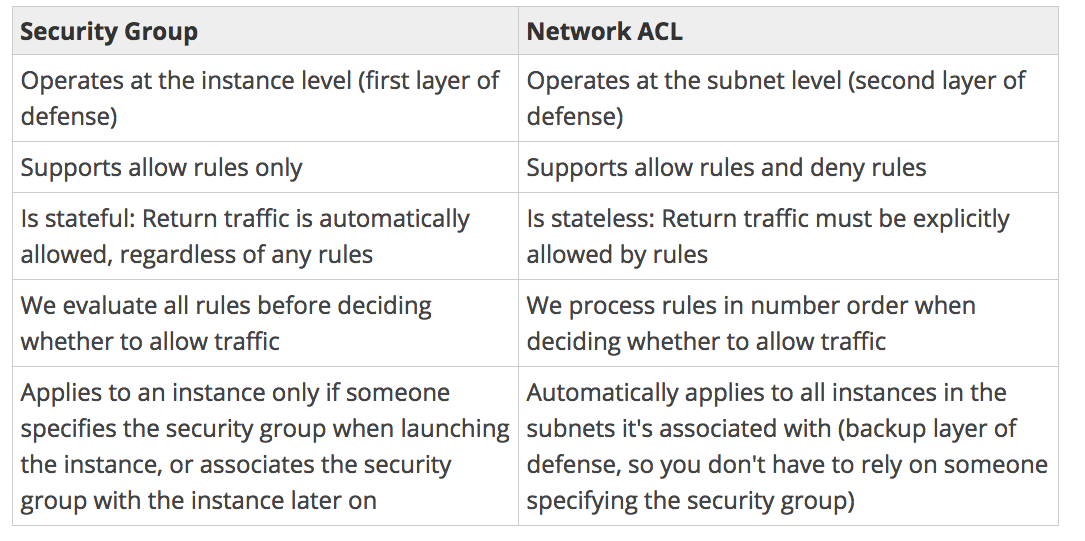 Security Group
Network ACL
Operates at the instance level (first layer of
defense)
Operates at the subnet level (second layer of
defense)
Supports allow rules only
Supports allow rules and deny rules
Is stateful: Return traffic is automatically
allowed, regardless of any rules
Is stateless: Return traffic must be explicitly
allowed by rules
We evaluate all rules before deciding
whether to allow traffic
We process rules in number order when
deciding whether to allow traffic
Applies to an instance only if someone
specifies the security group when launching
the instance, or associates the security
group with the instance later on
Automatically applies to all instances in the
subnets it's associated with (backup layer of
defense, so you don't have to rely on someone
specifying the security group)